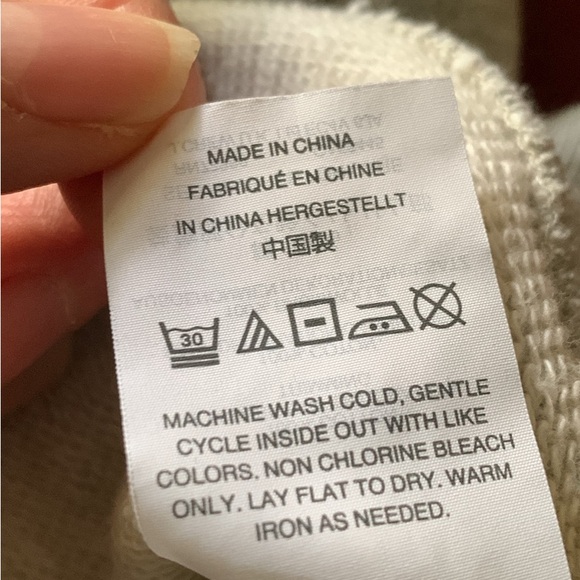 MADE IN CHINA
FABRIQUÉ EN CHINE
IN CHINA HERGESTELLT
中国製
30
MACHINE WASH COLD, GENTLE
CYCLE INSIDE OUT WITH LIKE
COLORS. NON CHLORINE BLEACH
ONLY. LAY FLAT TO DRY. WARM
IRON AS NEEDED.